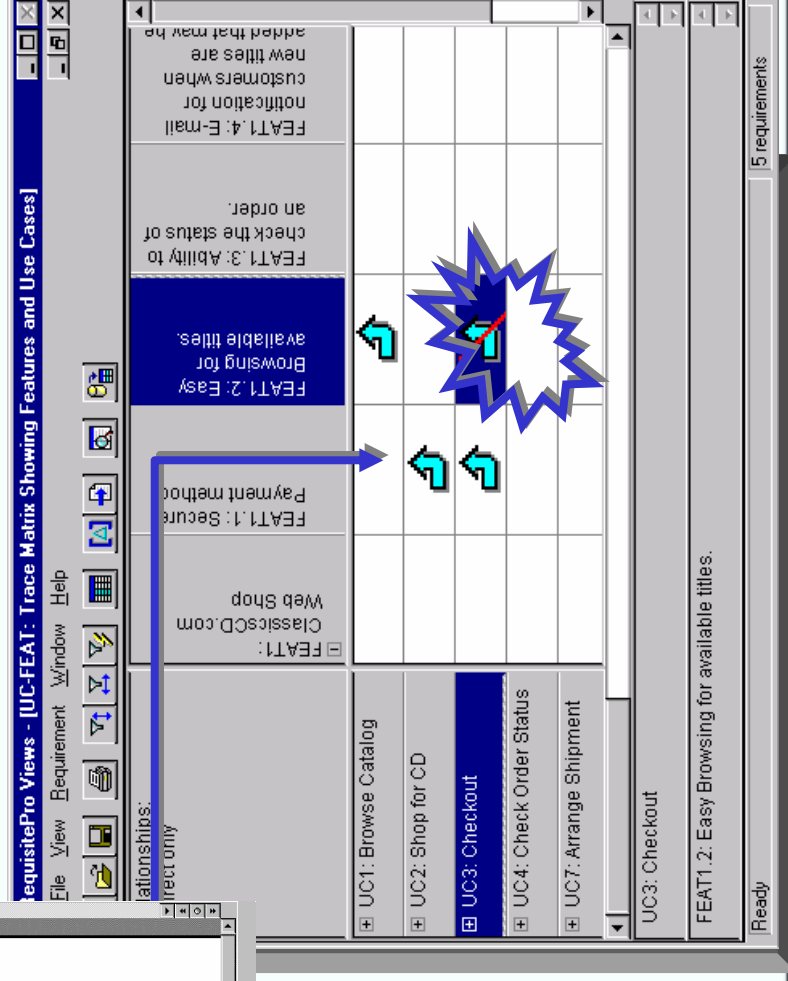 equisitePro Views - [UC-FEAT: Trace Matrix Showing Features and Use Cases]
File View Requirement Window Help
lationships:
irect only
FEAT1:
ClassicsCD.com
Web Shop
FEAT1.1: Secure
Payment method
FEAT1.2: Easy
Browsing for
available titles.
FEAT1.3: Ability to
check the status of
an order.
FEAT1.4: E-mail
notification for
customers when
new titles are
added that may be
UC1: Browse Catalog
UC2: Shop for CD
UC3: Checkout
UC4: Check Order Status
UC7: Arrange Shipment
UC3: Checkout
FEAT1.2: Easy Browsing for available titles.
Ready
5 requirements